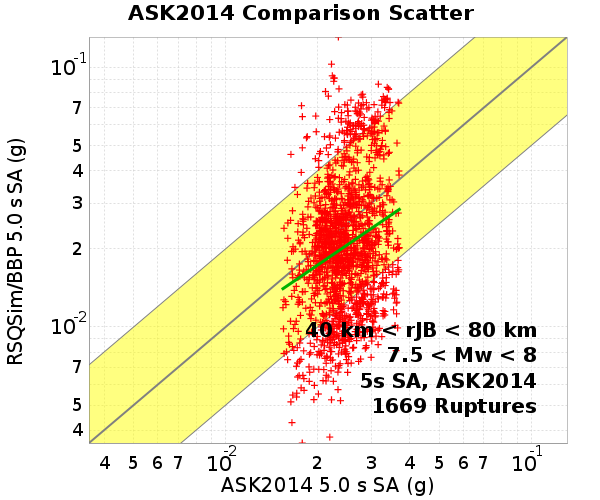 ASK2014 Comparison Scatter
RSQSim/BBP 5.0 s SA (g)
10-1
7
5
4
3
2
10-2
7
5
4
40 km < rJB < 80 km
7.5 < Mw < 8
5s SA, ASK2014
1669 Ruptures
4 5 6 7 10-2 2 3 4 5 6 7 10-1
ASK2014 5.0 s SA (g)